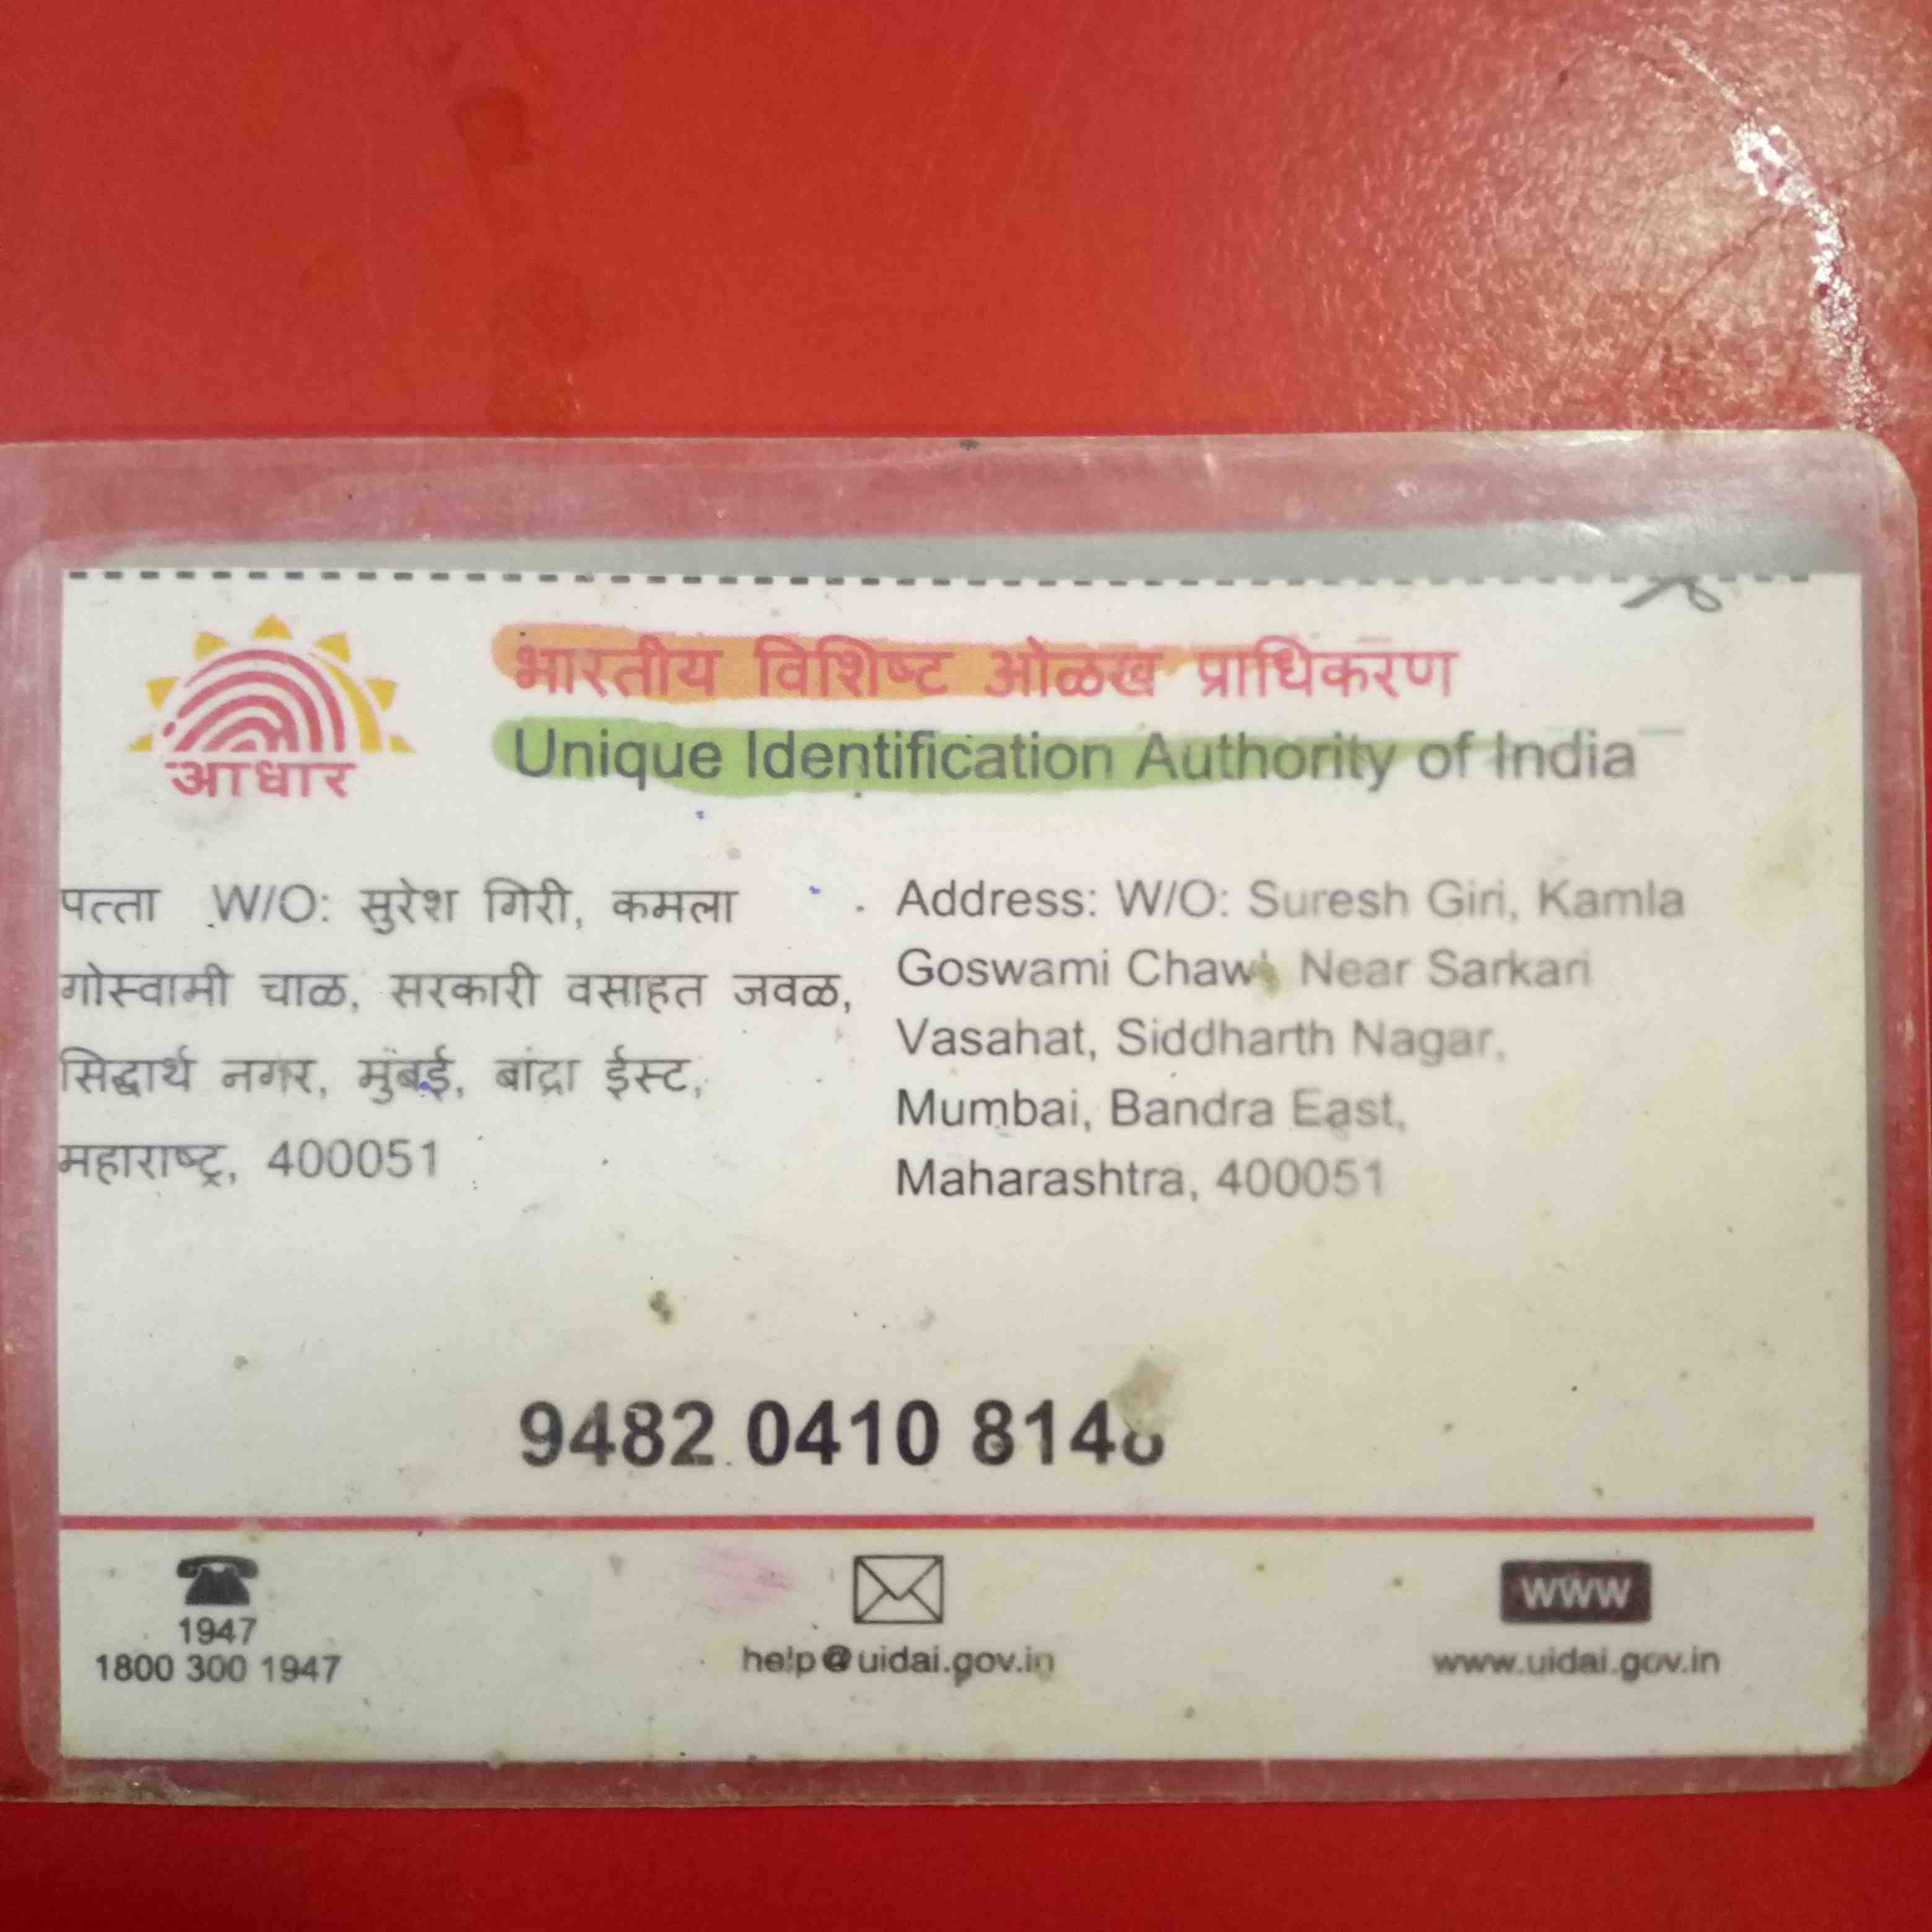 भारतीय विशिष्ट ओळख प्राधिकरण
Unique Identification Authority of India
आधार
पत्ता W/O: सुरेश गिरी, कमला
गोस्वामी चाळ, सरकारी वसाहत जवळ,
सिद्धार्थ नगर, मुंबई, बांद्रा ईस्ट,
महाराष्ट्र, 400051
Address: W/O: Suresh Giri, Kamla
Goswami Chawl, Near Sarkari
Vasahat, Siddharth Nagar,
Mumbai, Bandra East,
Maharashtra, 400051
9482 0410
1947
1800 300 1947
help@uidai.gov.in
WWW
www.uidai.gov.in